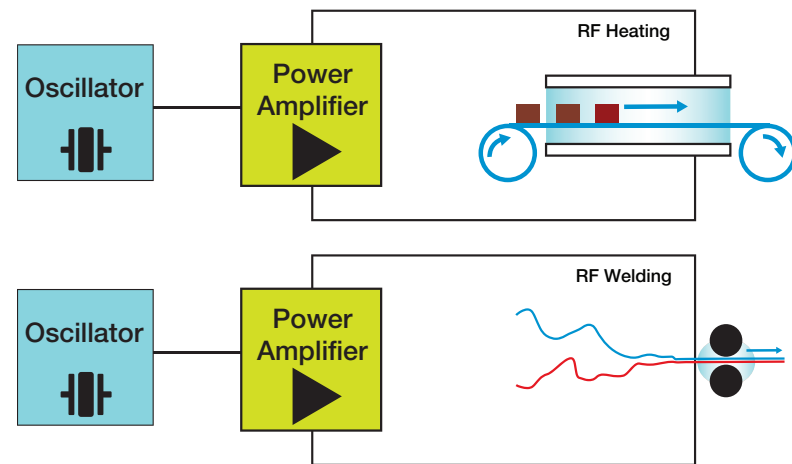 RF Heating
Oscillator
Power
Amplifier
RF Welding
Oscillator
Power
Amplifier